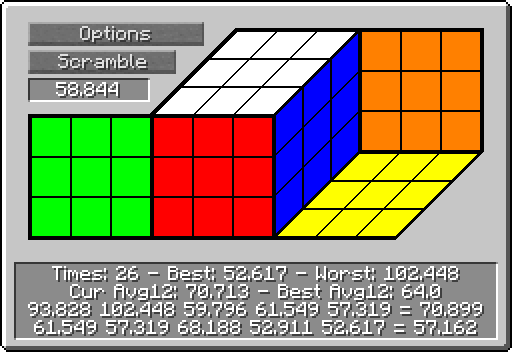 Options
Scramble
58.844
Times: 26 - Best: 52.617 - Worst: 102.448
Cur Avg12: 70.713 - Best Avg12: 64.0
93.828 102.448 59.796 61.549 57.319 = 70.899
61.549 57.319 68.188 52.911 52.617 = 57.162